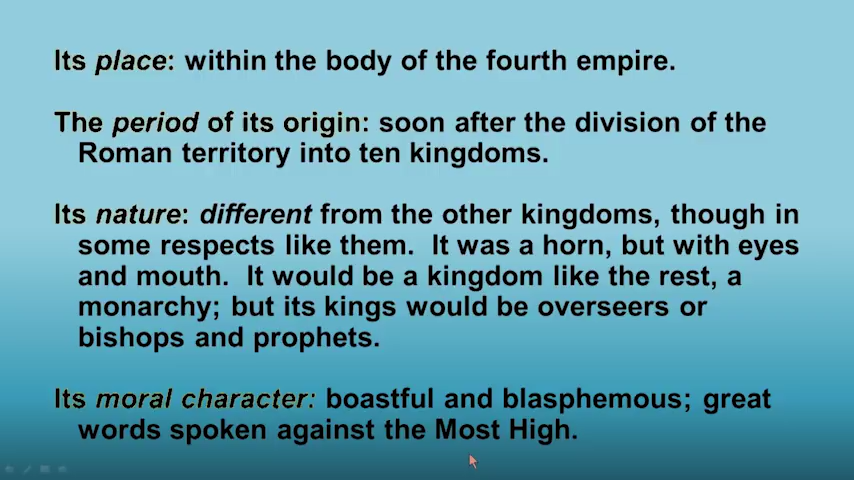 Its place: within the body of the fourth empire.
The period of its origin: soon after the division of the
Roman territory into ten kingdoms.
Its nature: different from the other kingdoms, though in
some respects like them. It was a horn, but with eyes
and mouth. It would be a kingdom like the rest, a
monarchy; but its kings would be overseers or
bishops and prophets.
Its moral character: boastful and blasphemous; great
words spoken against the Most High.